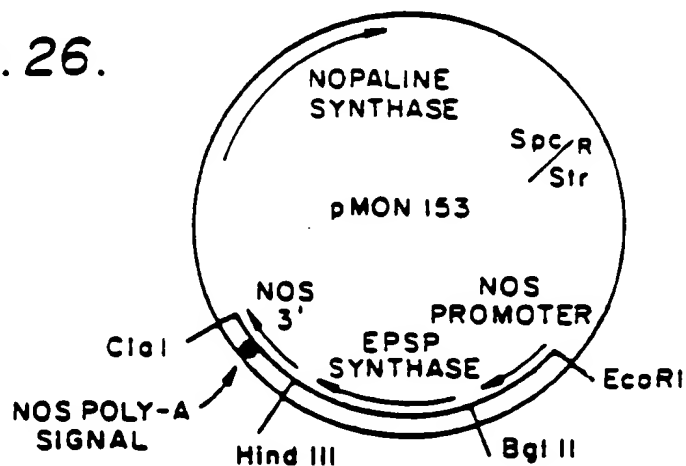 . 26.
NOPALINE
SYNTHASE
Spc R
Str
pMON 153
NOS
3'
NOS
PROMOTER
EPSP
SYNTHASE
Cla I
EcoRI
NOS POLY-A
SIGNAL
Hind III
Bgl II